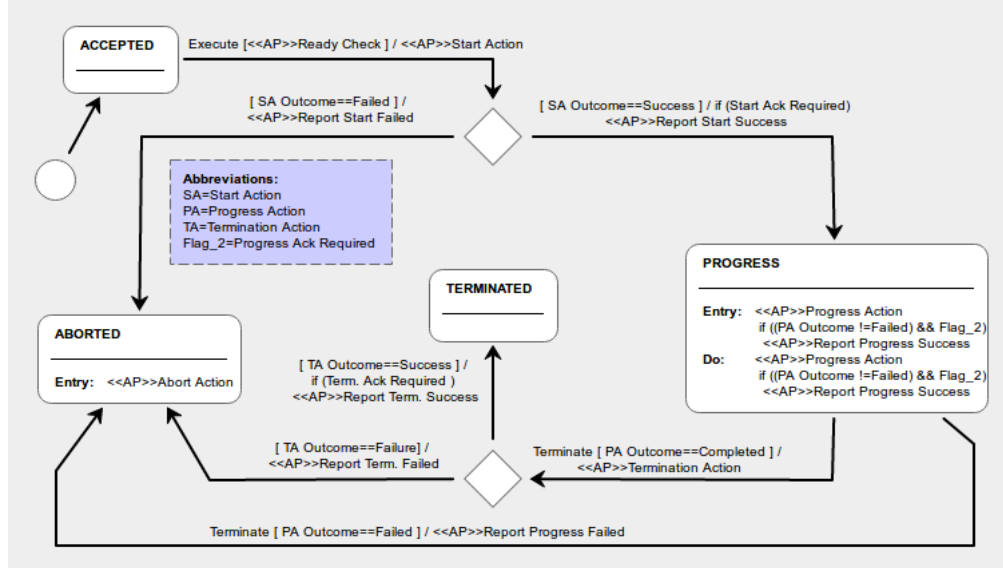 ACCEPTED
Execute [<<AP>>Ready Check ] / <<AP>>Start Action
[ SA Outcome==Failed ] /
<<AP>>Report Start Failed
[ SA Outcome==Success ] / if (Start Ack Required)
<<AP>>Report Start Success
Abbreviations:
SA=Start Action
PA=Progress Action
TA=Termination Action
Flag_2=Progress Ack Required
PROGRESS
Entry: <<AP>>Progress Action
if ((PA Outcome !=Failed) && Flag_2)
<<AP>>Report Progress Success
Do: <<AP>>Progress Action
if ((PA Outcome !=Failed) && Flag_2)
<<AP>>Report Progress Success
TERMINATED
ABORTED
Entry: <<AP>>Abort Action
[ TA Outcome==Success ] /
if (Term. Ack Required )
<<AP>>Report Term. Success
[ TA Outcome==Failure] /
<<AP>>Report Term. Failed
Terminate [ PA Outcome==Completed ] /
<<AP>>Termination Action
Terminate [ PA Outcome==Failed ] / <<AP>>Report Progress Failed